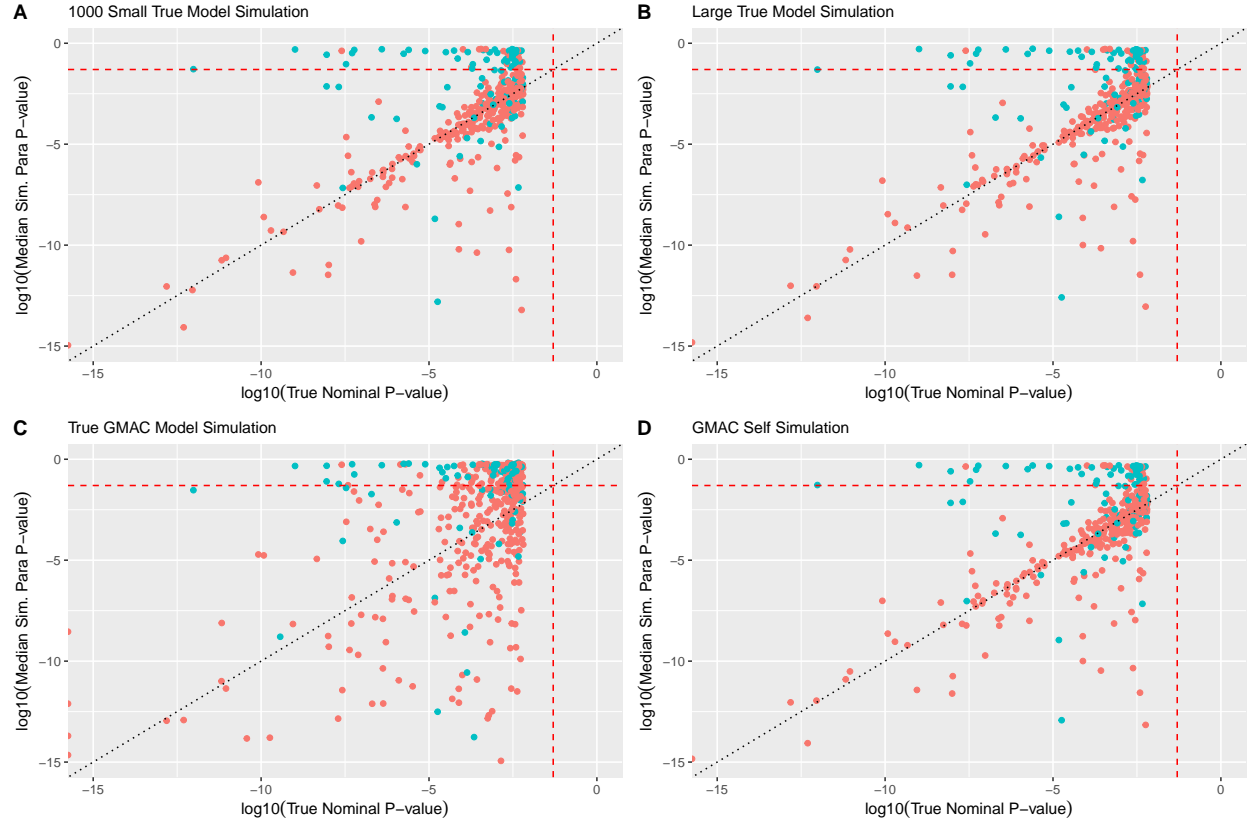 A 1000 Small True Model Simulation
0
−5
−10
−15
log10(Median Sim. Para P−value)
−15 −10 −5 0
log10(True Nominal P−value)
B Large True Model Simulation
0
−5
−10
−15
log10(Median Sim. Para P−value)
−15 −10 −5 0
log10(True Nominal P−value)
C True GMAC Model Simulation
0
−5
−10
−15
log10(Median Sim. Para P−value)
−15 −10 −5 0
log10(True Nominal P−value)
D GMAC Self Simulation
0
−5
−10
−15
log10(Median Sim. Para P−value)
−15 −10 −5 0
log10(True Nominal P−value)